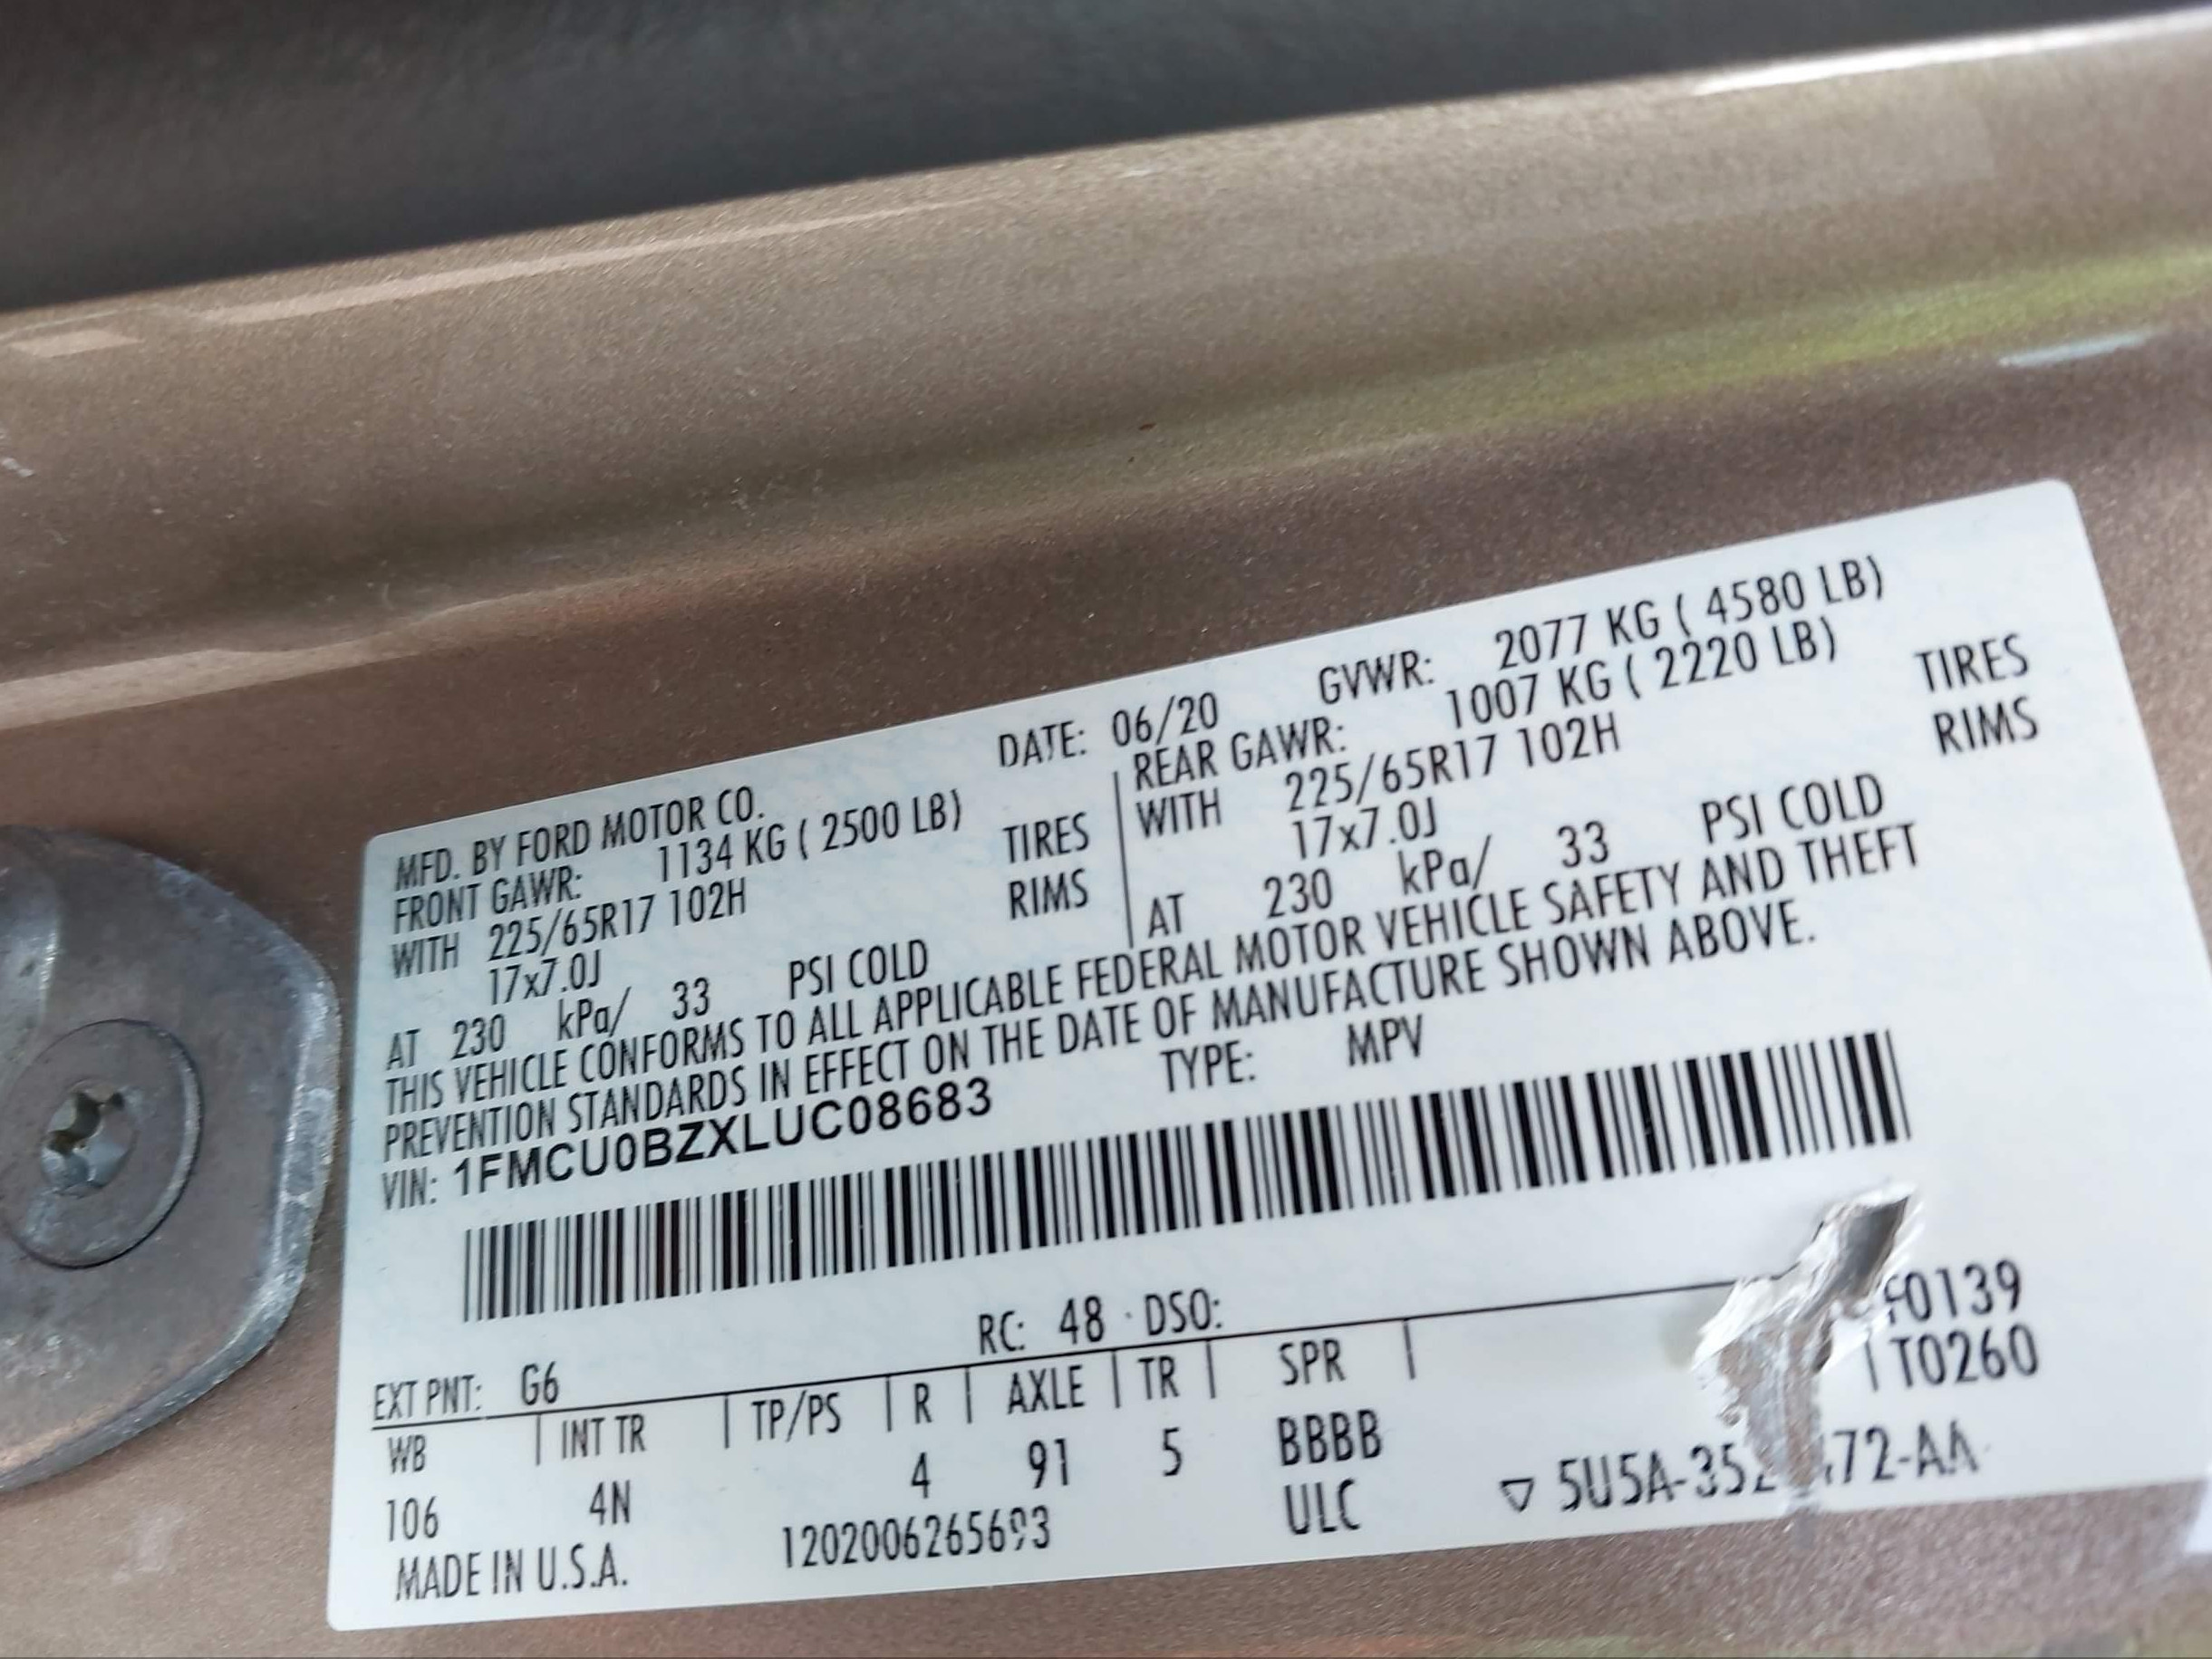 MFD. BY FORD MOTOR CO. DATE: 06/20 GVWR: 2077 KG ( 4580 LB)
FRONT GAWR: 1134 KG ( 2500 LB) REAR GAWR: 1007 KG ( 2220 LB)
WITH 225/65R17 102H TIRES WITH 225/65R17 102H TIRES
17x7.0J RIMS 17x7.0J RIMS
AT 230 kPa/ 33 PSI COLD AT 230 kPa/ 33 PSI COLD
THIS VEHICLE CONFORMS TO ALL APPLICABLE FEDERAL MOTOR VEHICLE SAFETY AND THEFT
PREVENTION STANDARDS IN EFFECT ON THE DATE OF MANUFACTURE SHOWN ABOVE.
VIN: 1FMCU0BZXLUC08683 TYPE: MPV
EXT PNT: G6 RC: 48 DSO: F0139
WB INT TR TP/PS R AXLE TR SPR T0260
106 4N 4 91 5 BBBB
MADE IN U.S.A. 1202006265693 ULC